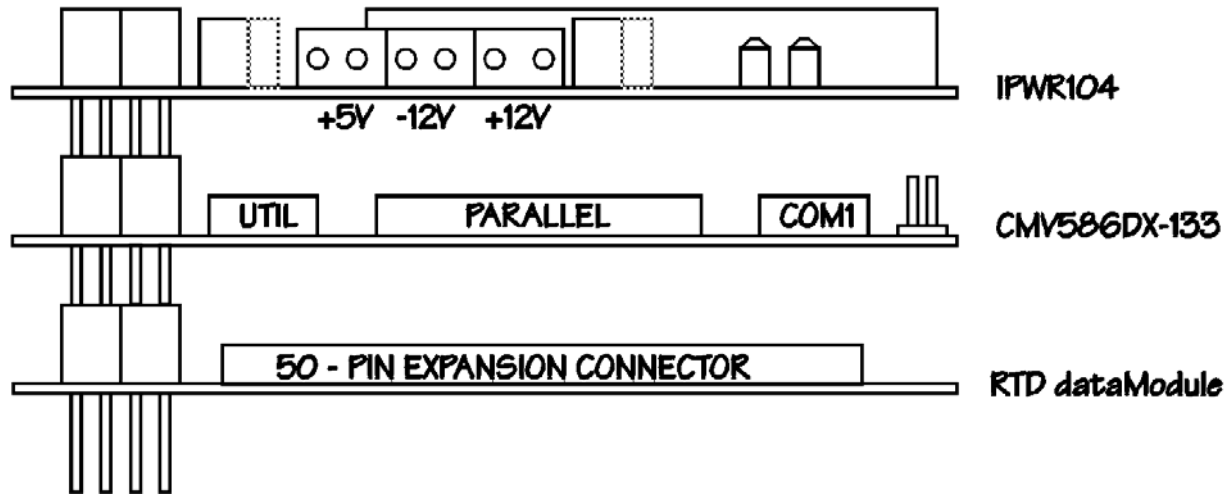 IPWR104
+5V -12V +12V
UTIL PARALLEL COM1
CMV586DX-133
50 - PIN EXPANSION CONNECTOR
RTD dataModule